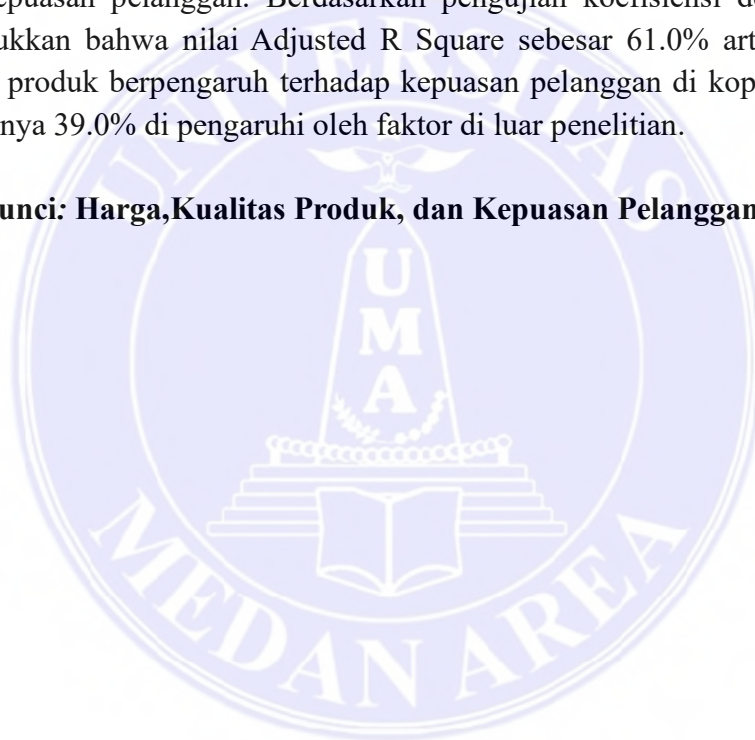 epuasan pelanggan. Berdasarkan pengujian koefisiensi d
ukkan bahwa nilai Adjusted R Square sebesar 61.0% art
produk berpengaruh terhadap kepuasan pelanggan di kop
nya 39.0% di pengaruhi oleh faktor di luar penelitian.
unci: Harga,Kualitas Produk, dan Kepuasan Pelanggan
UNIVERSITAS
U
M
A
MEDAN AREA